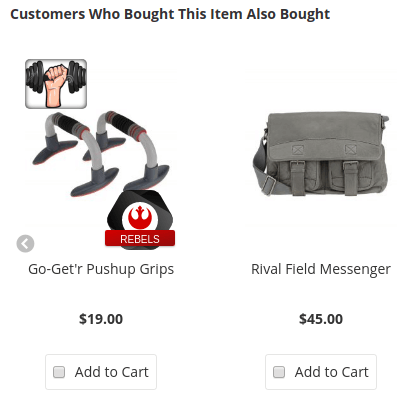 Customers Who Bought This Item Also Bought
REBELS
Go-Get'r Pushup Grips
Rival Field Messenger
$19.00
$45.00
Add to Cart
Add to Cart